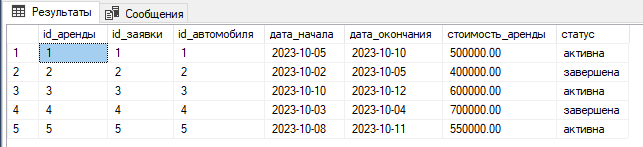 Результаты Сообщения
id_аренды id_заявки id_автомобиля дата_начала дата_окончания стоимость_аренды статус
1 1 1 1 2023-10-05 2023-10-10 500000.00 активна
2 2 2 2 2023-10-02 2023-10-05 400000.00 завершена
3 3 3 3 2023-10-10 2023-10-12 600000.00 активна
4 4 4 4 2023-10-03 2023-10-04 700000.00 завершена
5 5 5 5 2023-10-08 2023-10-11 550000.00 активна